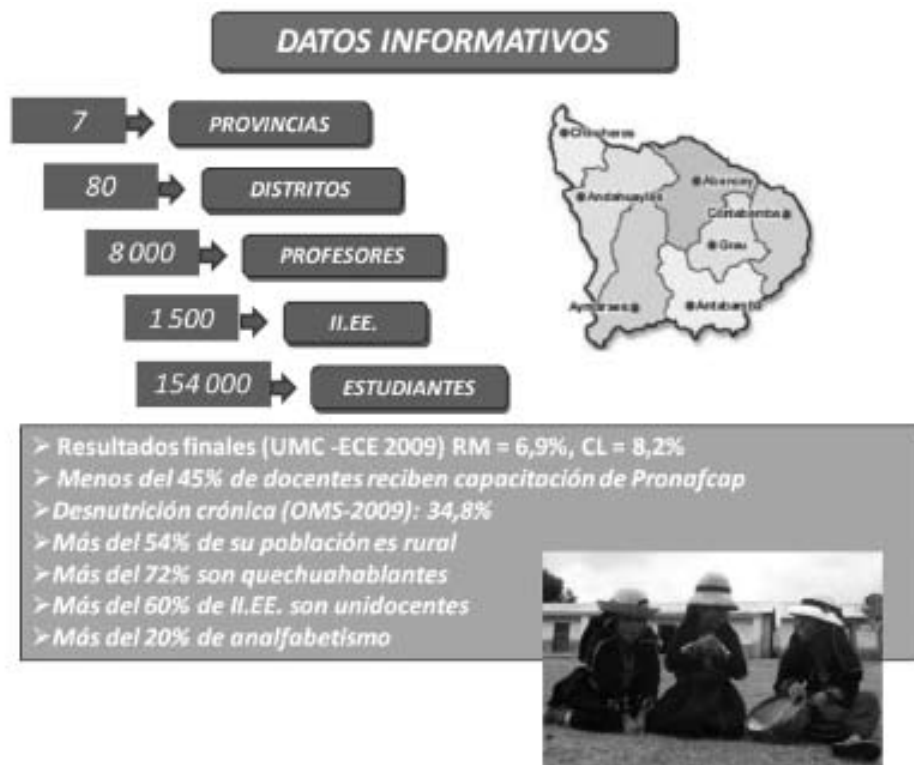 DATOS INFORMATIVOS
7
PROVINCIAS
80
DISTRITOS
8 000
PROFESORES
1 500
II.EE.
154 000
ESTUDIANTES
Chincheros
Andahuaylas
Abancay
Cotabamba
Grau
Aymaraes
Antabamba
➢ Resultados finales (UMC -ECE 2009) RM = 6,9%, CL = 8,2%
➢ Menos del 45% de docentes reciben capacitación de Pronafcap
➢ Desnutrición crónica (OMS-2009): 34,8%
➢ Más del 54% de su población es rural
➢ Más del 72% son quechuahablantes
➢ Más del 60% de II.EE. son unidocentes
➢ Más del 20% de analfabetismo